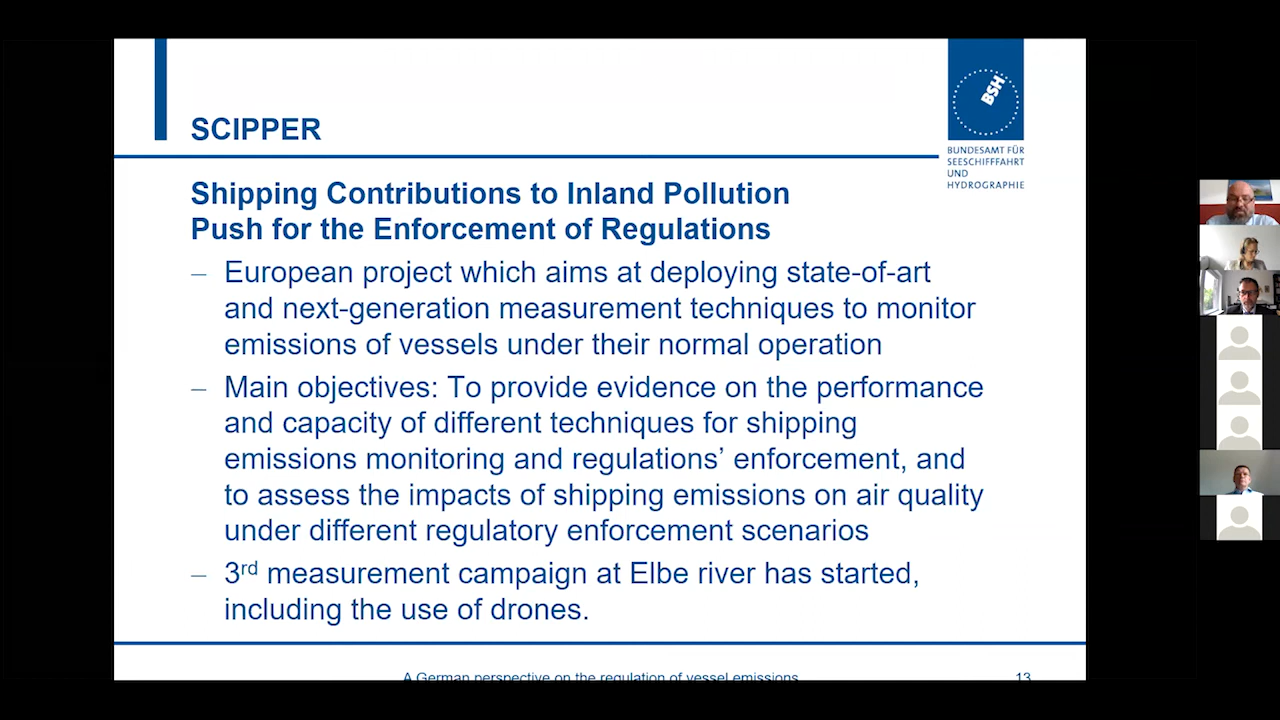 SCIPPER
BSH
BUNDESAMT FÜR
SEESCHIFFFAHRT
UND
HYDROGRAPHIE
Shipping Contributions to Inland Pollution
Push for the Enforcement of Regulations
– European project which aims at deploying state-of-art
and next-generation measurement techniques to monitor
emissions of vessels under their normal operation
– Main objectives: To provide evidence on the performance
and capacity of different techniques for shipping
emissions monitoring and regulations’ enforcement, and
to assess the impacts of shipping emissions on air quality
under different regulatory enforcement scenarios
– 3rd measurement campaign at Elbe river has started,
including the use of drones.
A German perspective on the regulation of vessel emissions
13